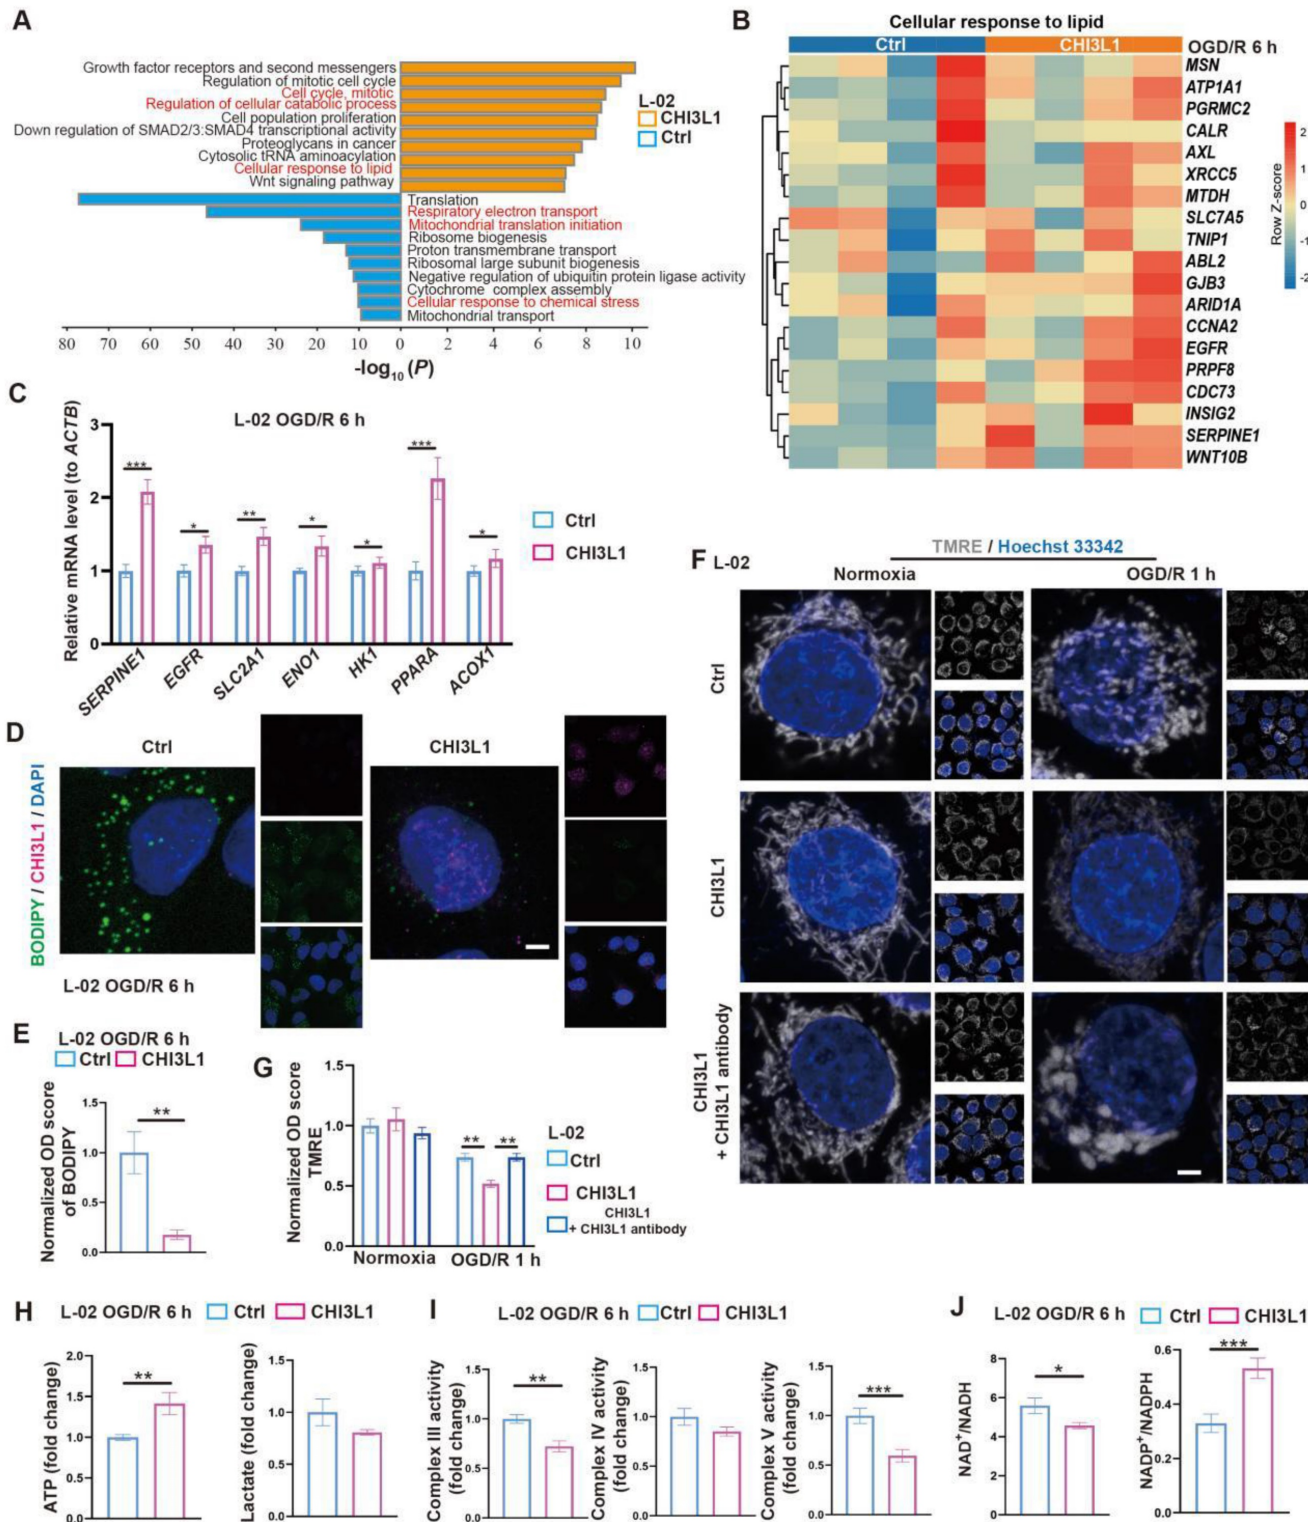 A
Growth factor receptors and second messengers
Regulation of mitotic cell cycle
Cell cycle, mitotic
Regulation of cellular catabolic process
Cell population proliferation
Down regulation of SMAD2/3:SMAD4 transcriptional activity
Proteoglycans in cancer
Cytosolic tRNA aminoacylation
Cellular response to lipid
Wnt signaling pathway
L-02
CHI3L1
Ctrl
Translation
Respiratory electron transport
Mitochondrial translation initiation
Ribosome biogenesis
Proton transmembrane transport
Ribosomal large subunit biogenesis
Negative regulation of ubiquitin protein ligase activity
Cytochrome complex assembly
Cellular response to chemical stress
Mitochondrial transport
80 70 60 50 40 30 20 10 0 2 4 6 8 10
-log10 (P)
B
Cellular response to lipid
Ctrl CHI3L1 OGD/R 6 h
MSN
ATP1A1
PGRMC2
CALR
AXL
XRCC5
MTDH
SLC7A5
TNIP1
ABL2
GJB3
ARID1A
CCNA2
EGFR
PRPF8
CDC73
INSIG2
SERPINE1
WNT10B
2
1
0
-1
-2
Row Z-score
C
L-02 OGD/R 6 h
Relative mRNA level (to ACTB)
3
2
1
0
*** * ** * * *** *
SERPINE1 EGFR SLC2A1 ENO1 HK1 PPARA ACOX1
Ctrl
CHI3L1
D
Ctrl CHI3L1
BODIPY / CHI3L1 / DAPI
L-02 OGD/R 6 h
E
L-02 OGD/R 6 h
Ctrl CHI3L1
Normalized OD score
of BODIPY
1.5
1.0
0.5
0.0
**
F
L-02
TMRE / Hoechst 33342
Normoxia OGD/R 1 h
Ctrl
CHI3L1
CHI3L1
+ CHI3L1 antibody
G
Normalized OD score
TMRE
1.5
1.0
0.5
0.0
** **
Normoxia OGD/R 1 h
L-02
Ctrl
CHI3L1
CHI3L1
+ CHI3L1 antibody
H
L-02 OGD/R 6 h Ctrl CHI3L1
ATP (fold change)
2.0
1.5
1.0
0.5
0.0
**
Lactate (fold change)
1.5
1.0
0.5
0.0
I
L-02 OGD/R 6 h Ctrl CHI3L1
Complex III activity
(fold change)
1.5
1.0
0.5
0.0
**
Complex IV activity
(fold change)
1.5
1.0
0.5
0.0
Complex V activity
(fold change)
1.5
1.0
0.5
0.0
***
J
L-02 OGD/R 6 h Ctrl CHI3L1
NAD+/NADH
8
6
4
2
0
*
NADP+/NADPH
0.6
0.4
0.2
0.0
***